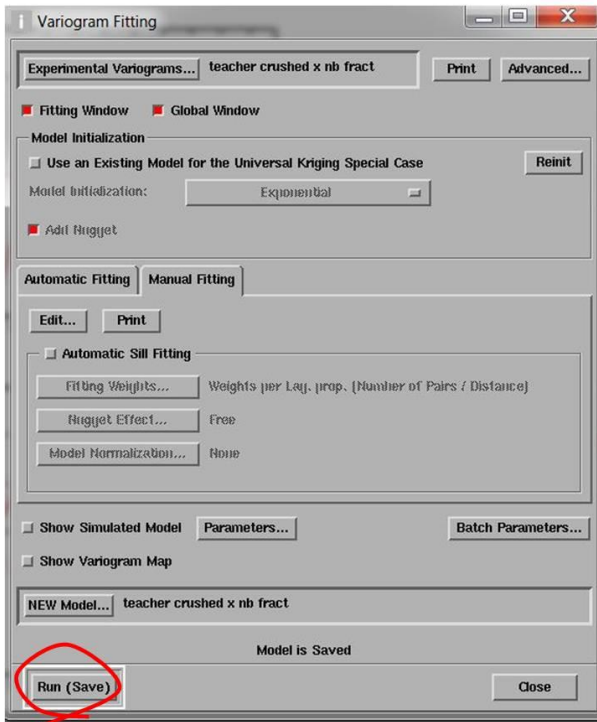 Variogram Fitting
Experimental Variograms... teacher crushed x nb fract Print Advanced...
Fitting Window Global Window
Model Initialization
Use an Existing Model for the Universal Kriging Special Case Reinit
Model Initialization: Exponential
Add Nugget
Automatic Fitting Manual Fitting
Edit... Print
Automatic Sill Fitting
Fitting Weights... Weights per Lag. prop. (Number of Pairs / Distance)
Nugget Effect... Free
Model Normalization... None
Show Simulated Model Parameters... Batch Parameters...
Show Variogram Map
NEW Model... teacher crushed x nb fract
Model is Saved
Run (Save) Close